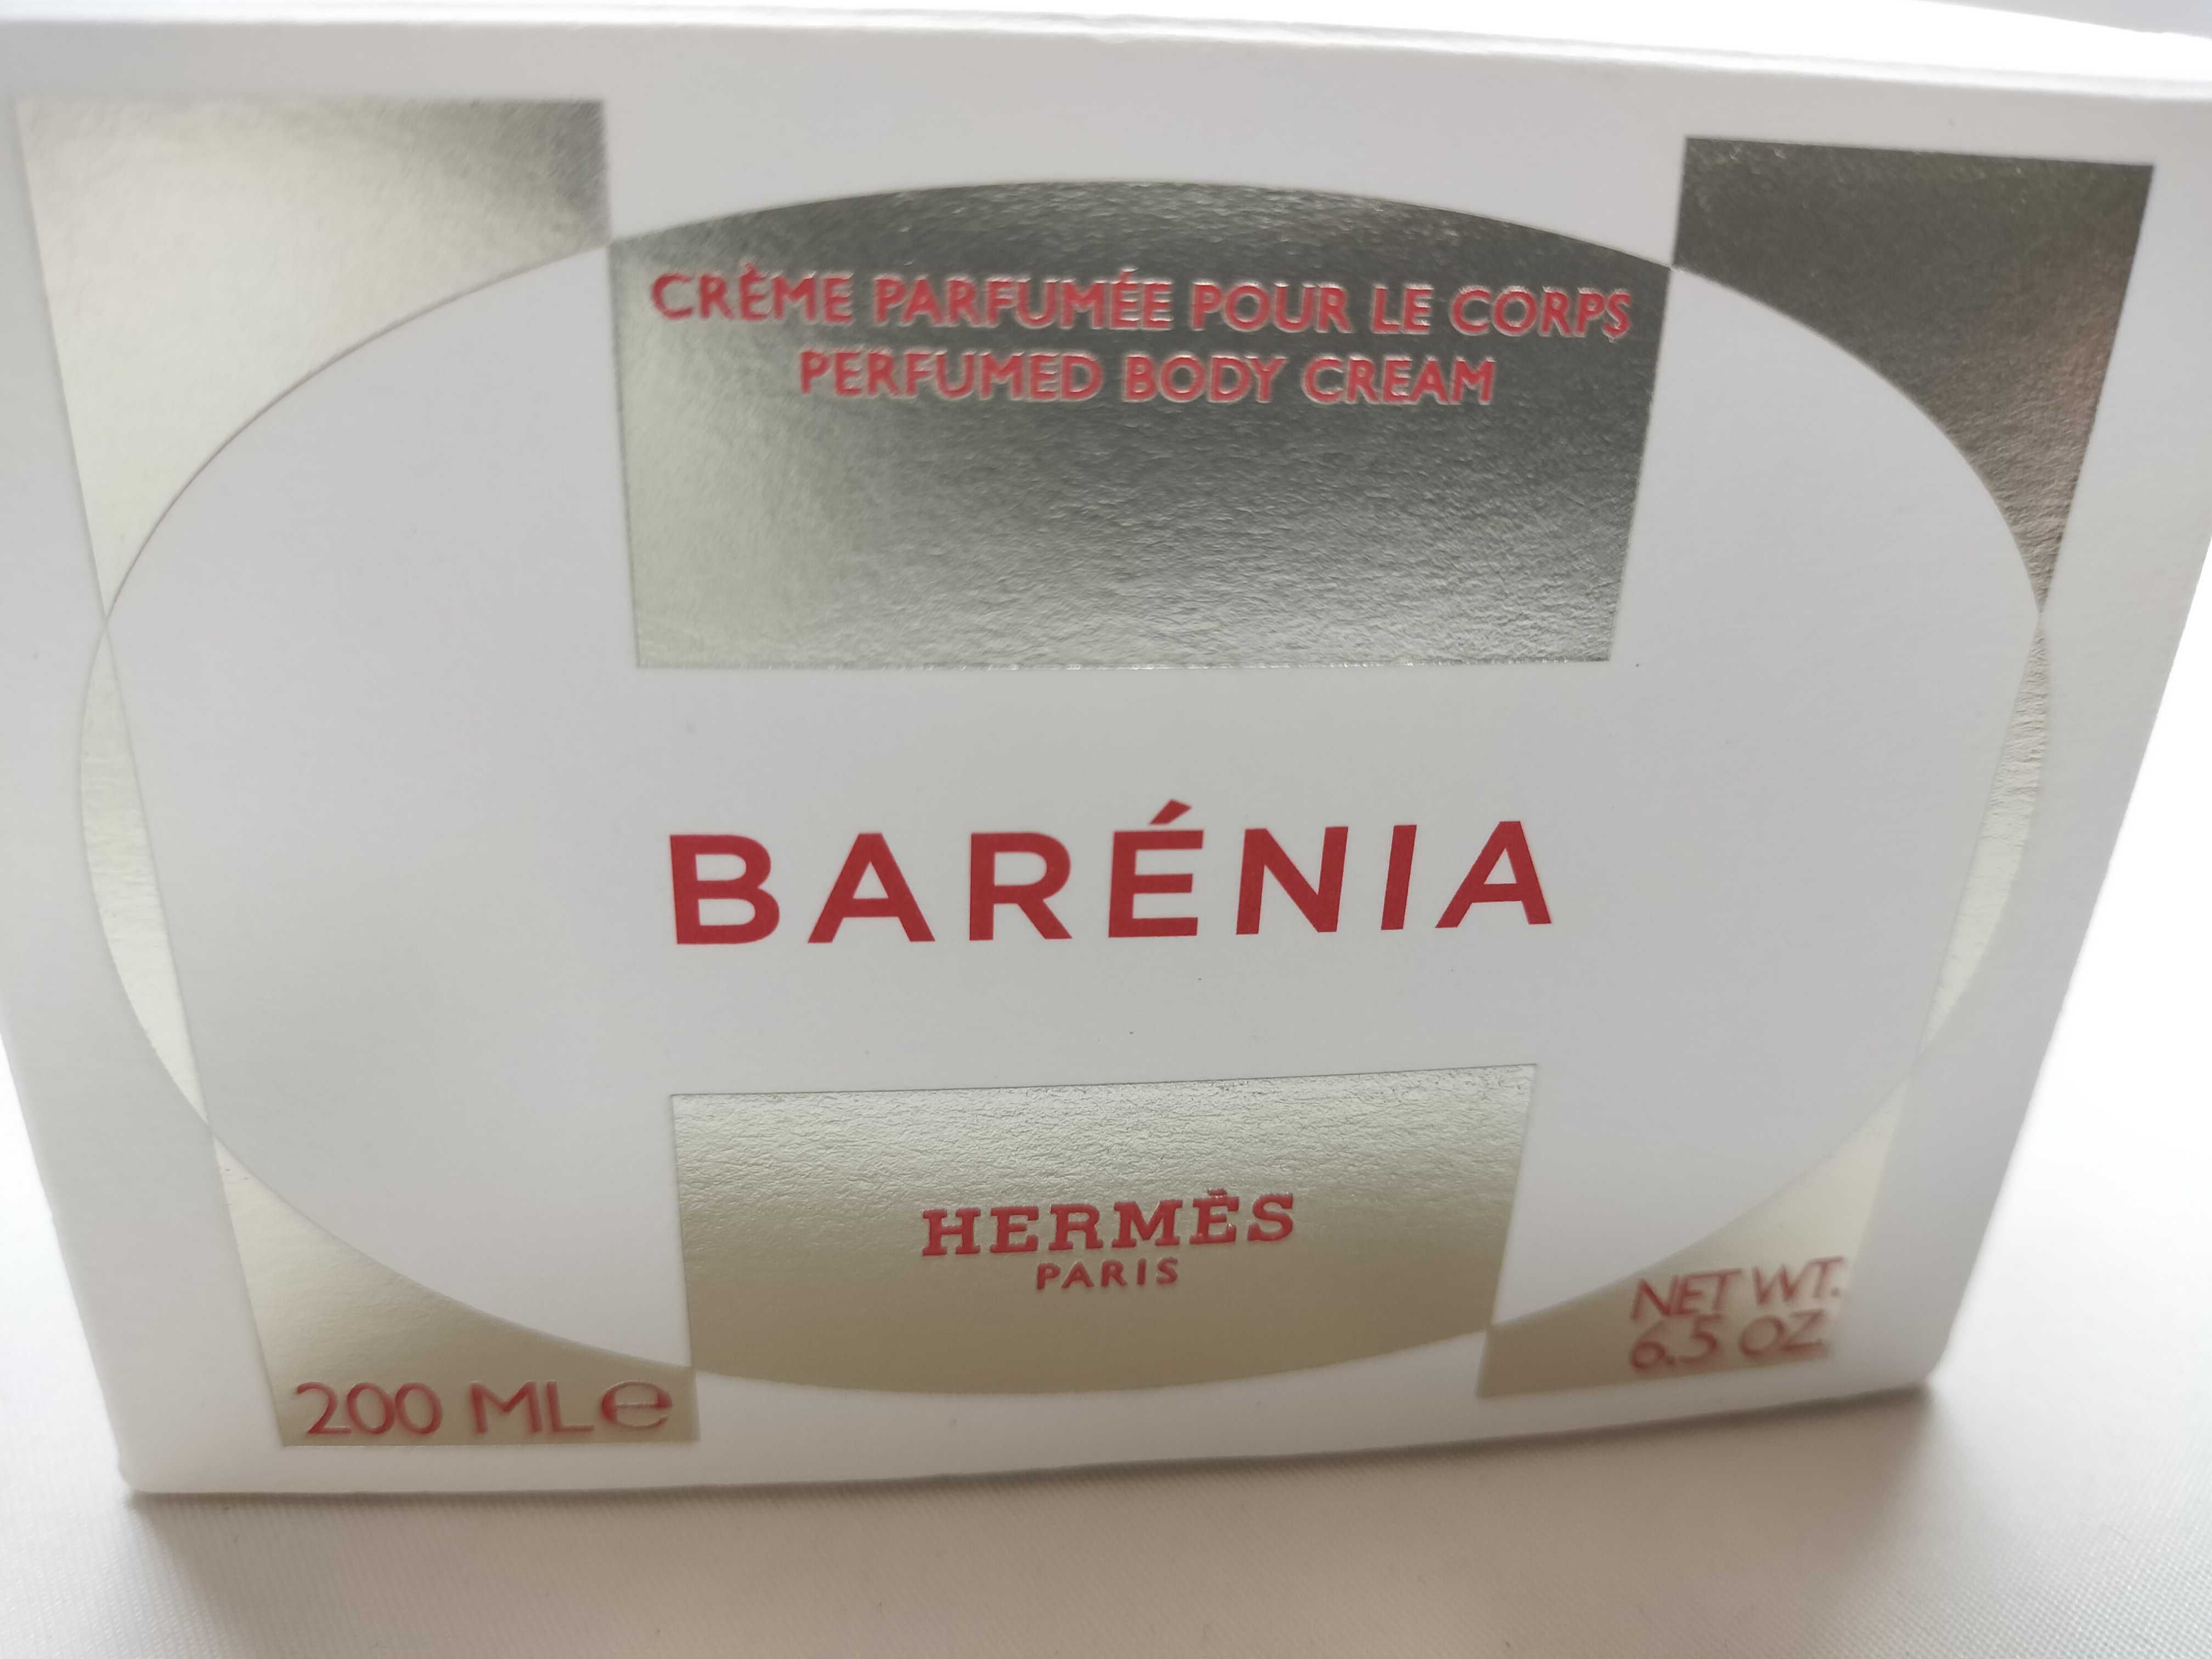 CRÈME PARFUMÉE POUR LE CORPS
PERFUMED BODY CREAM
BARÉNIA
HERMÈS
PARIS
200 ML℮
NET WT.
6.5 OZ.